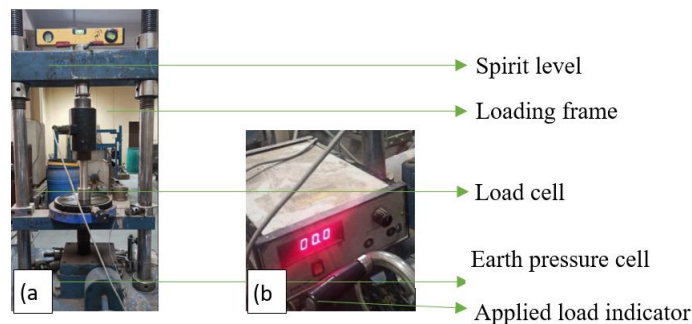 Spirit level
Loading frame
Load cell
Earth pressure cell
Applied load indicator
00.0
(a
(b